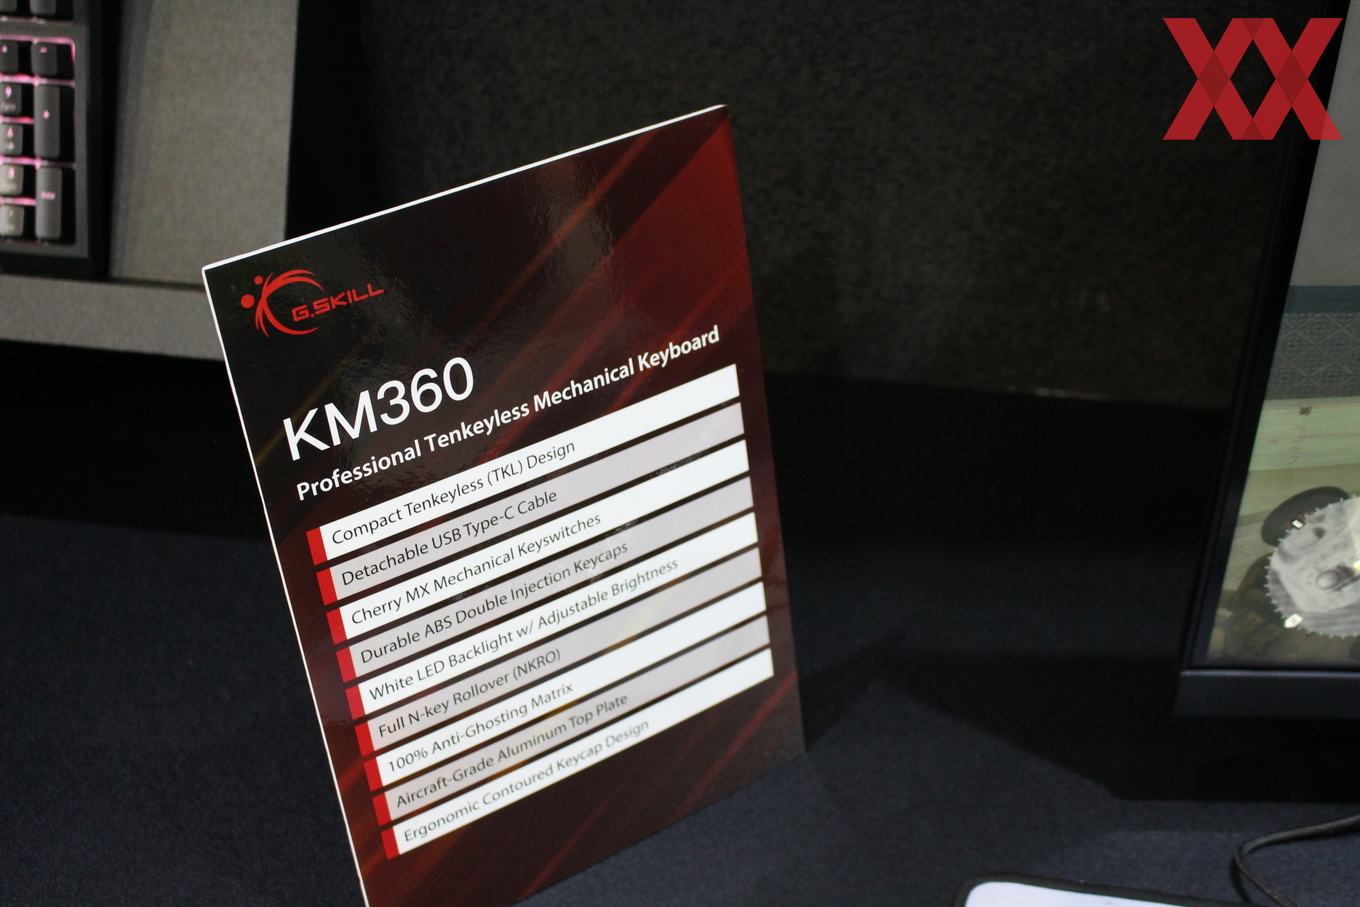 G.SKILL
KM360
Professional Tenkeyless Mechanical Keyboard
Compact Tenkeyless (TKL) Design
Detachable USB Type-C Cable
Cherry MX Mechanical Keyswitches
Durable ABS Double Injection Keycaps
White LED Backlight w/ Adjustable Brightness
Full N-key Rollover (NKRO)
100% Anti-Ghosting Matrix
Aircraft-Grade Aluminum Top Plate
Ergonomic Contoured Keycap Design